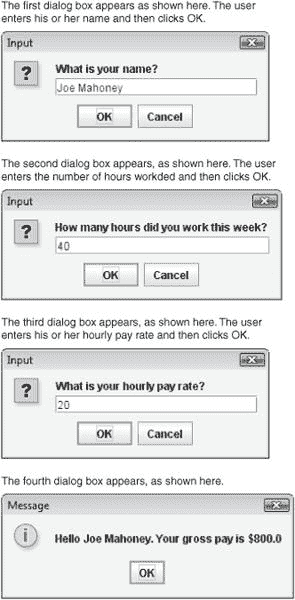 The first dialog box appears as shown here. The user
enters his or her name and then clicks OK.
Input
?
What is your name?
Joe Mahoney
OK Cancel
The second dialog box appears, as shown here. The user
enters the number of hours workded and then clicks OK.
Input
?
How many hours did you work this week?
40
OK Cancel
The third dialog box appears, as shown here. The user
enters his or her hourly pay rate and then clicks OK.
Input
?
What is your hourly pay rate?
20
OK Cancel
The fourth dialog box appears, as shown here.
Message
i
Hello Joe Mahoney. Your gross pay is $800.0
OK